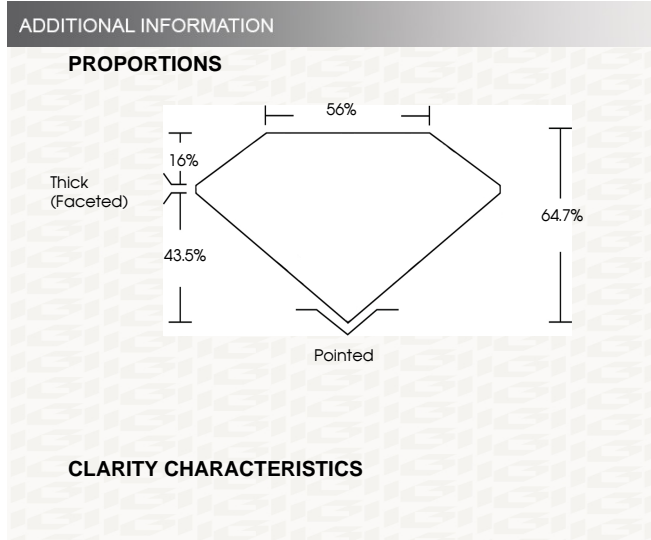 ADDITIONAL INFORMATION
PROPORTIONS
56%
16%
Thick
(Faceted)
64.7%
43.5%
Pointed
CLARITY CHARACTERISTICS